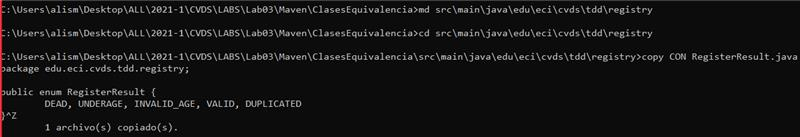 C:\Users\alism\Desktop\ALL\2021-1\CVDS\LABS\Lab03\Maven\ClasesEquivalencia>md src\main\java\edu\eci\cvds\tdd\registry
C:\Users\alism\Desktop\ALL\2021-1\CVDS\LABS\Lab03\Maven\ClasesEquivalencia>cd src\main\java\edu\eci\cvds\tdd\registry
C:\Users\alism\Desktop\ALL\2021-1\CVDS\LABS\Lab03\Maven\ClasesEquivalencia\src\main\java\edu\eci\cvds\tdd\registry>copy CON RegisterResult.java
package edu.eci.cvds.tdd.registry;
public enum RegisterResult {
DEAD, UNDERAGE, INVALID_AGE, VALID, DUPLICATED
}^Z
1 archivo(s) copiado(s).